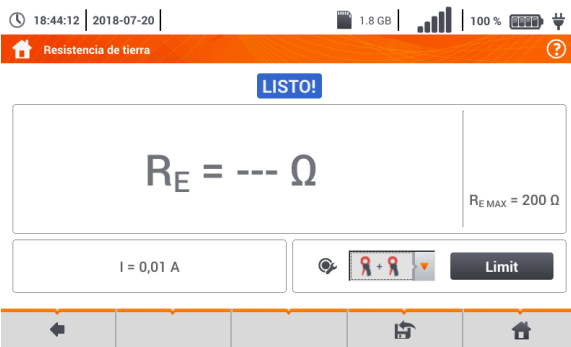 18:44:12 2018-07-20 1.8 GB 100 %
Resistencia de tierra ?
LISTO!
RE = --- Ω
RE MAX = 200 Ω
I = 0,01 A + Limit